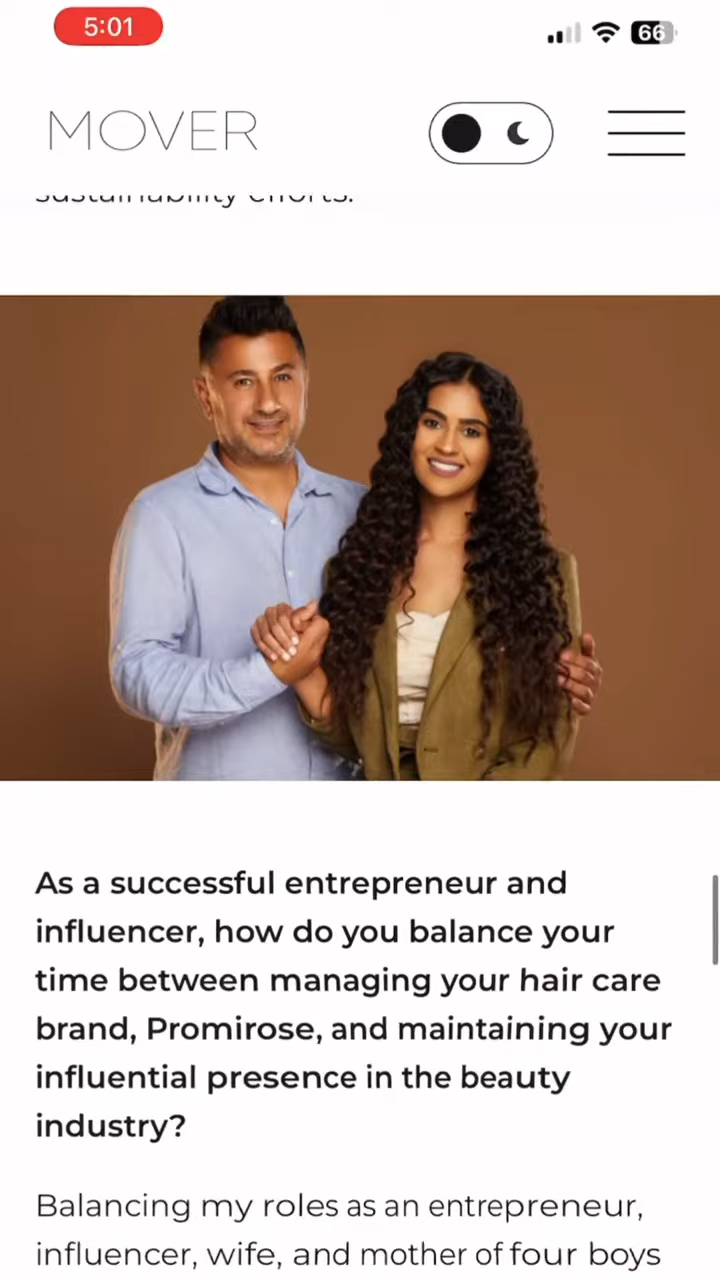 5:01
66
MOVER
sustainability efforts.
As a successful entrepreneur and
influencer, how do you balance your
time between managing your hair care
brand, Promirose, and maintaining your
influential presence in the beauty
industry?
Balancing my roles as an entrepreneur,
influencer, wife, and mother of four boys